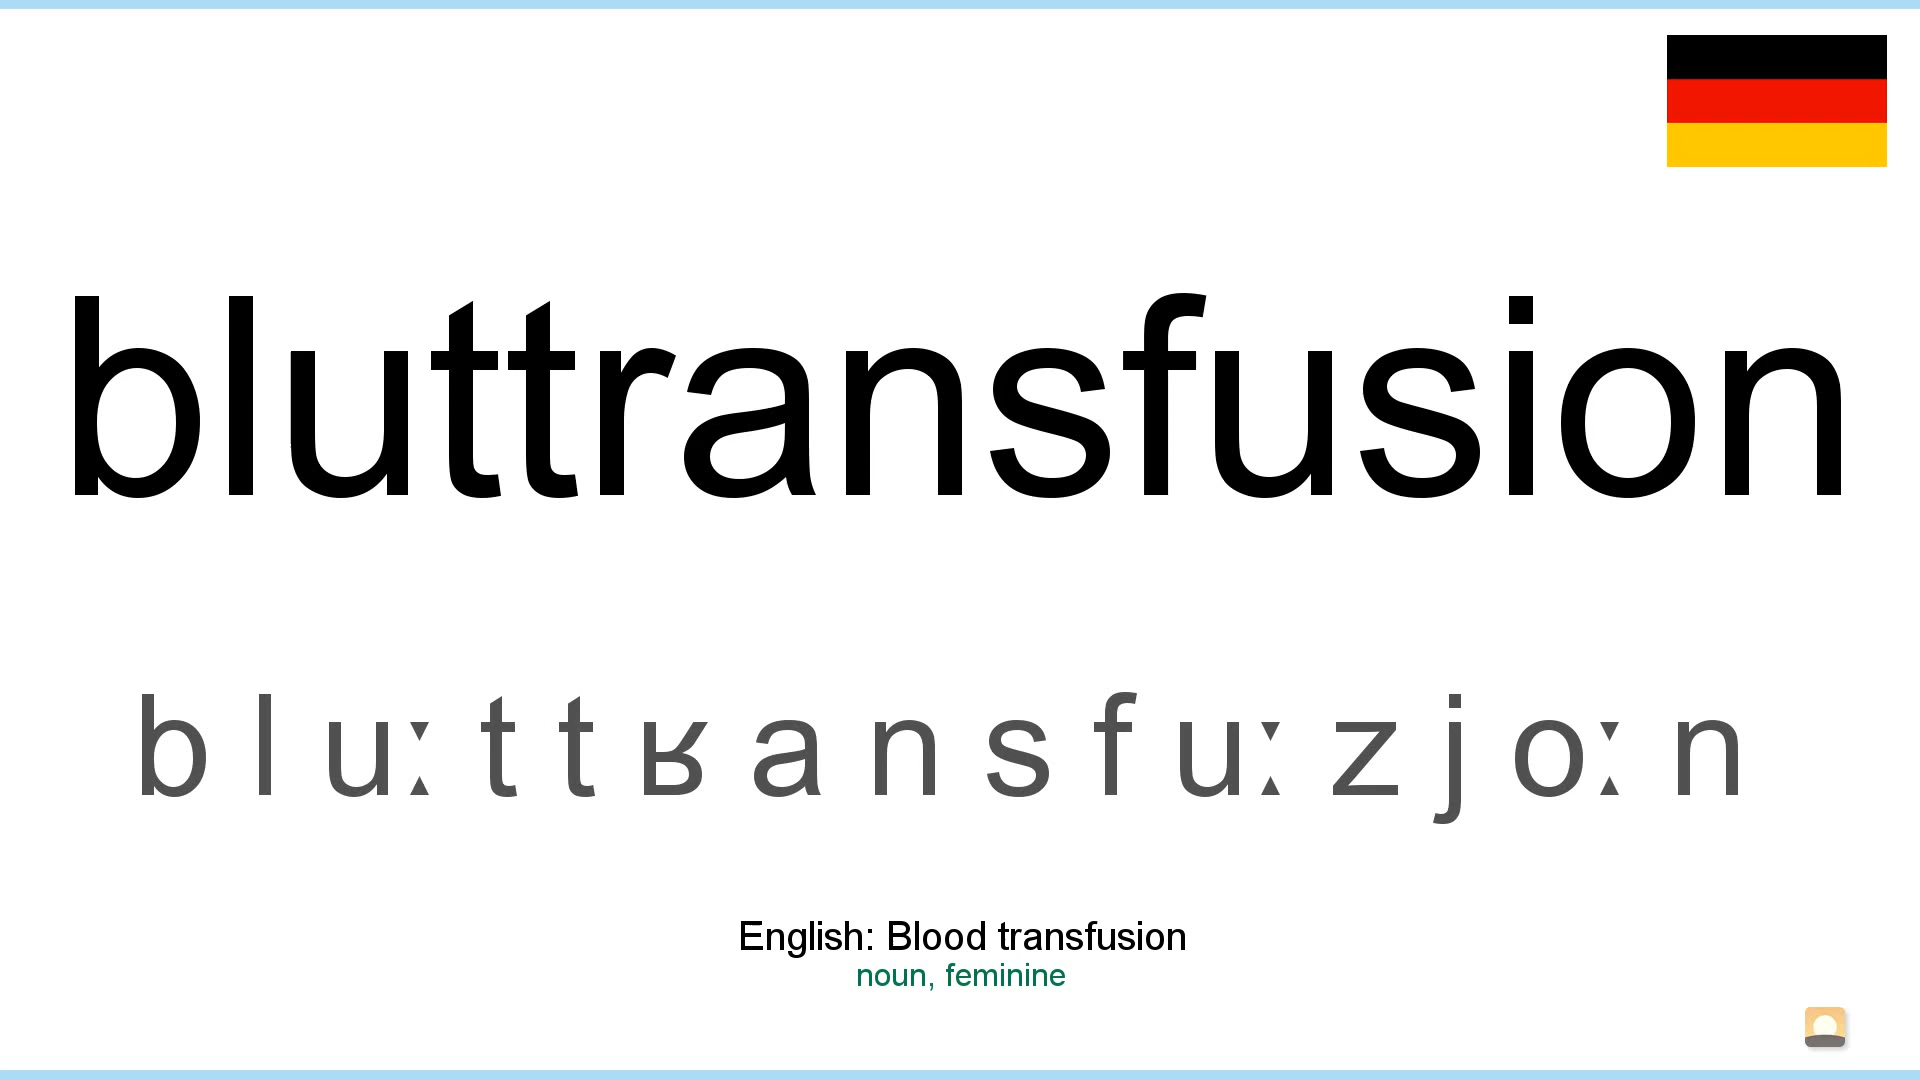 bluttransfusion
b l uː t t ʁ a n s f uː z j oː n
English: Blood transfusion
noun, feminine